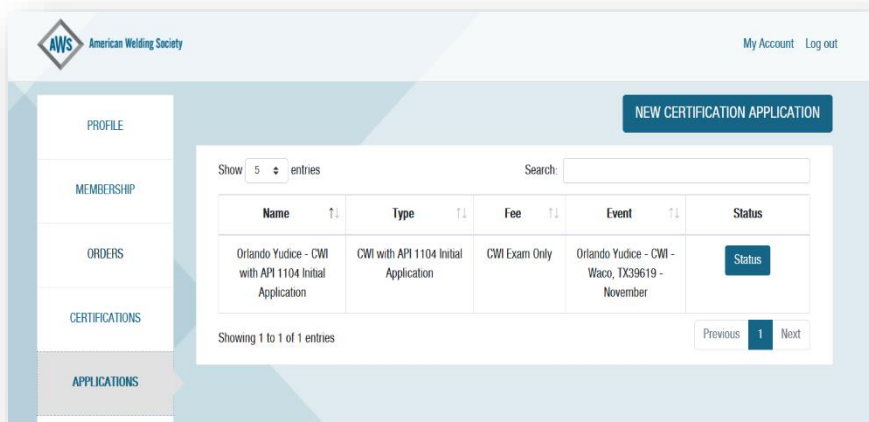 AWS American Welding Society
My Account Log out
NEW CERTIFICATION APPLICATION
PROFILE
MEMBERSHIP
ORDERS
CERTIFICATIONS
APPLICATIONS
Show 5 entries
Search:
Name Type Fee Event Status
Orlando Yudice - CWI
with API 1104 Initial
Application
CWI with API 1104 Initial
Application
CWI Exam Only
Orlando Yudice - CWI -
Waco, TX39619 -
November
Status
Showing 1 to 1 of 1 entries
Previous 1 Next